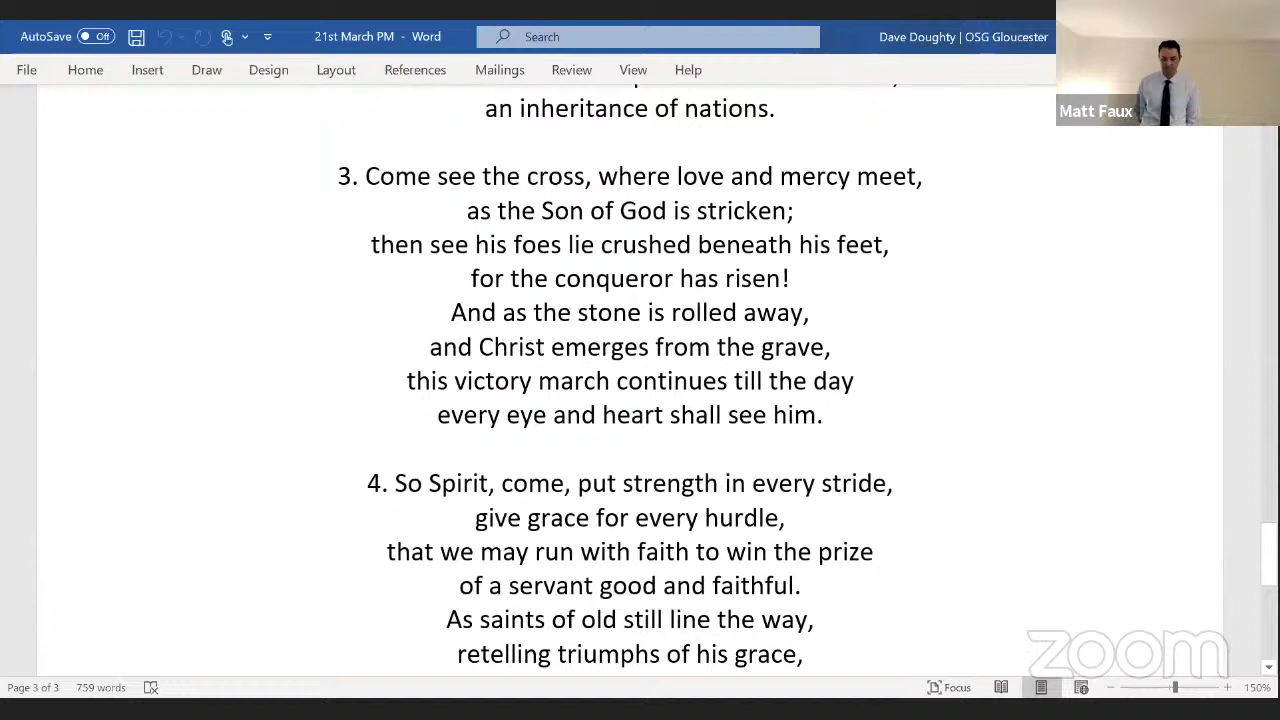 AutoSave Off 21st March PM - Word Search Dave Doughty | OSG Gloucester
File Home Insert Draw Design Layout References Mailings Review View Help
Matt Faux
an inheritance of nations.
3. Come see the cross, where love and mercy meet,
as the Son of God is stricken;
then see his foes lie crushed beneath his feet,
for the conqueror has risen!
And as the stone is rolled away,
and Christ emerges from the grave,
this victory march continues till the day
every eye and heart shall see him.
4. So Spirit, come, put strength in every stride,
give grace for every hurdle,
that we may run with faith to win the prize
of a servant good and faithful.
As saints of old still line the way,
retelling triumphs of his grace,
zoom
Page 3 of 3 759 words Focus 150%